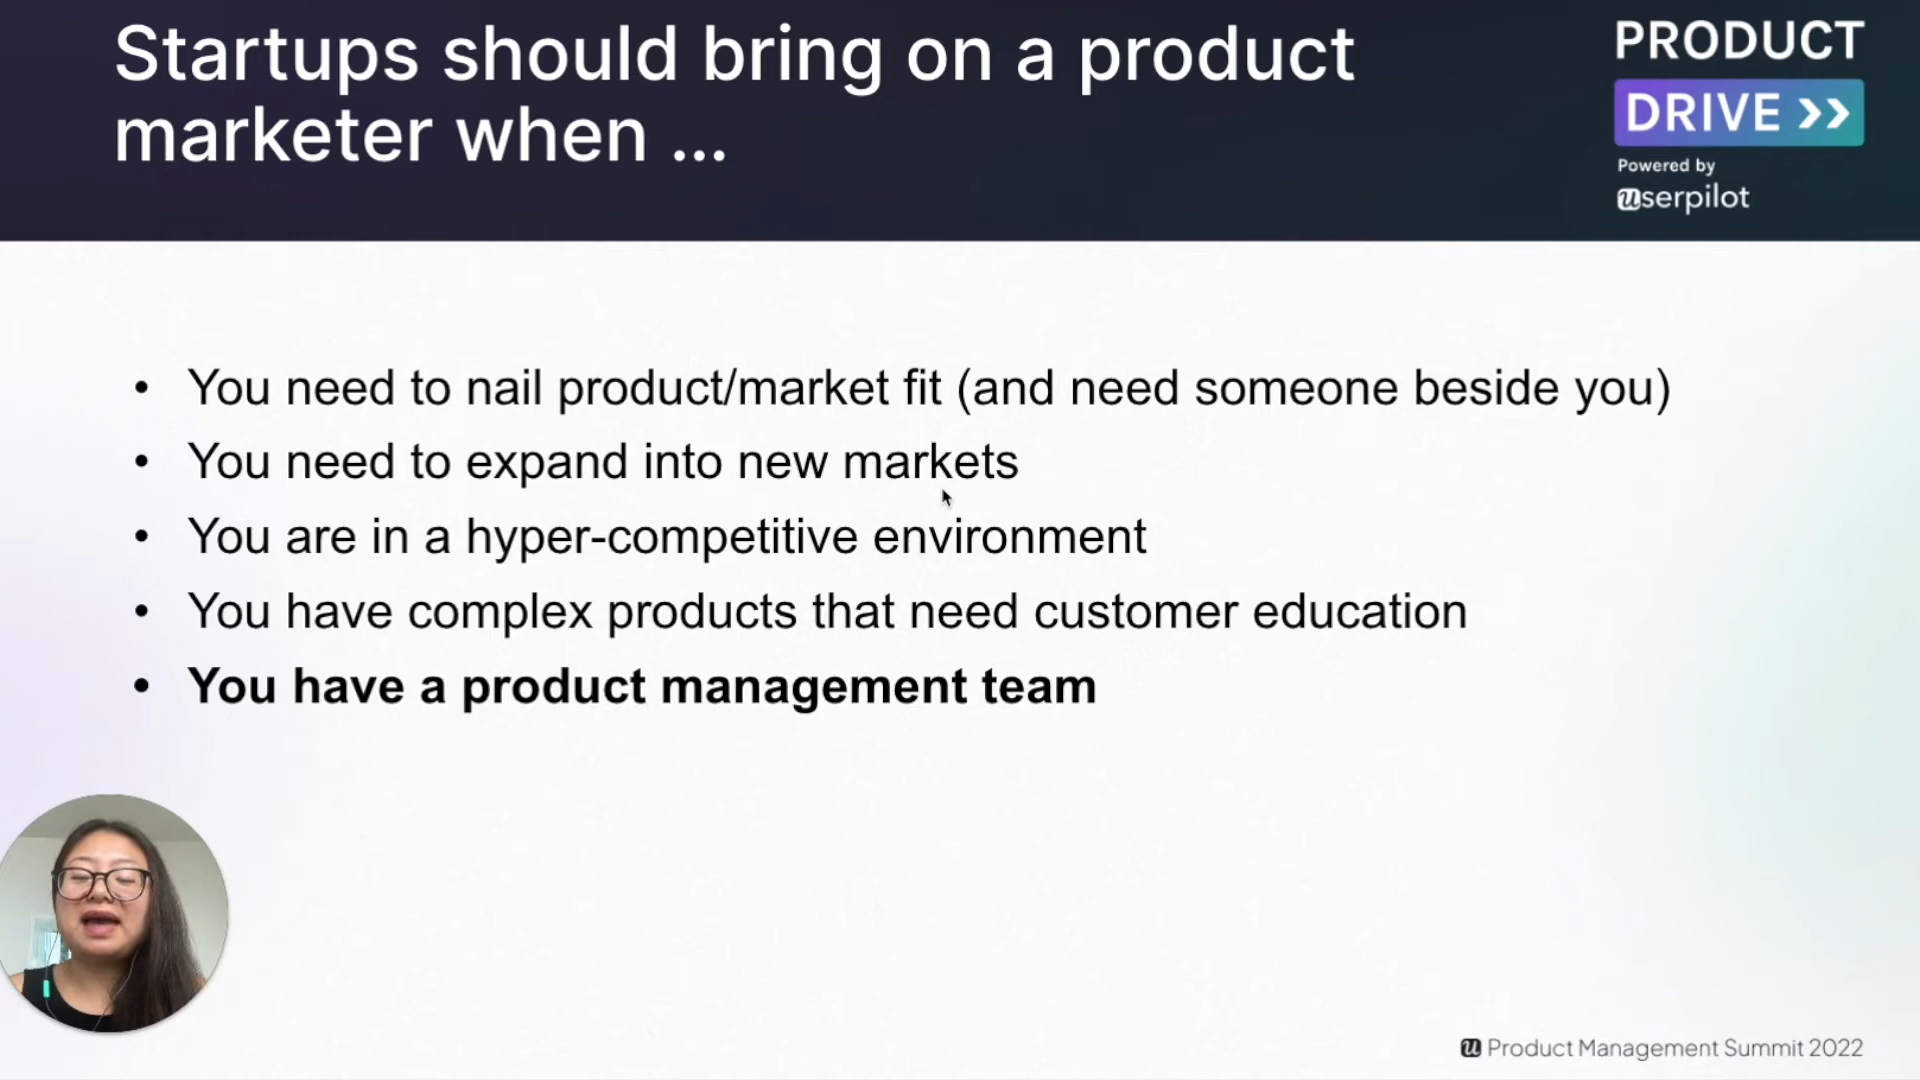 Startups should bring on a product
marketer when ...
PRODUCT
DRIVE >>
Powered by
userpilot
• You need to nail product/market fit (and need someone beside you)
• You need to expand into new markets
• You are in a hyper-competitive environment
• You have complex products that need customer education
• You have a product management team
u Product Management Summit 2022